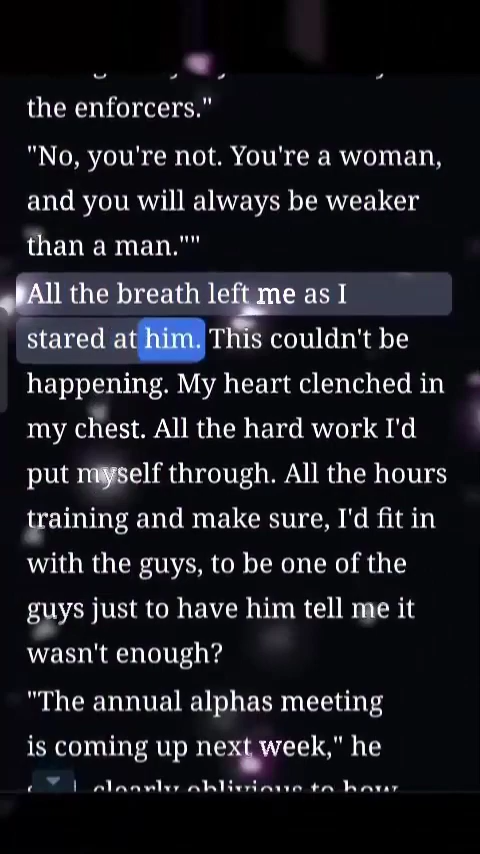 the enforcers."
"No, you're not. You're a woman,
and you will always be weaker
than a man.""
All the breath left me as I
stared at him. This couldn't be
happening. My heart clenched in
my chest. All the hard work I'd
put myself through. All the hours
training and make sure, I'd fit in
with the guys, to be one of the
guys just to have him tell me it
wasn't enough?
"The annual alphas meeting
is coming up next week," he
clearly oblivious to how